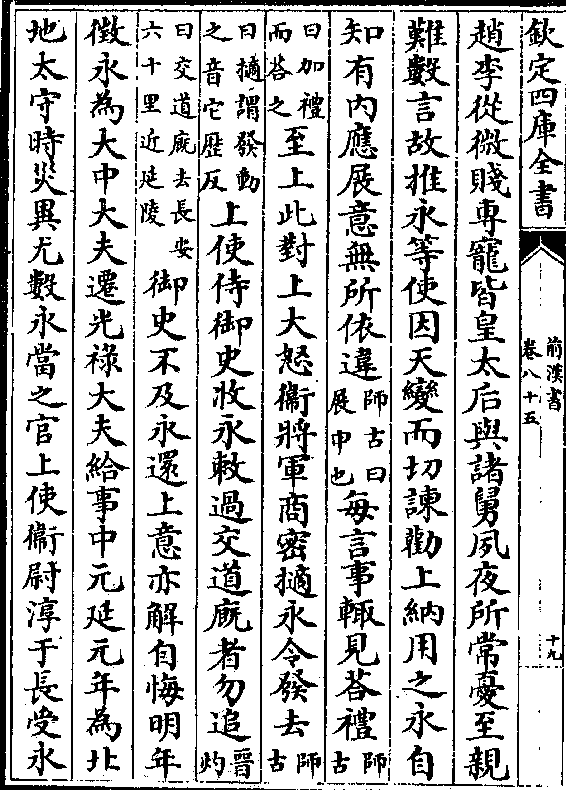 欽定四庫全書
前漢書
卷八十五
十九
趙李從微賤專寵皆皇太后與諸舅夙夜所常憂至親
難數言故推永等使因天變而切諫勸上納用之永自
知有內應展意無所依違師古曰展申也每言事輒見荅禮師古
曰加禮而荅之至上此對上大怒衞將軍商密擿永令發去師古
曰擿謂發動之音它歷反上使侍御史收永敕過交道廐者勿追晉灼
曰交道廐去長安六十里近延陵御史不及永還上意亦解自悔明年
徵永為大中大夫遷光祿大夫給事中元延元年為北
地太守時災異尤數永當之官上使衞尉淳于長受永